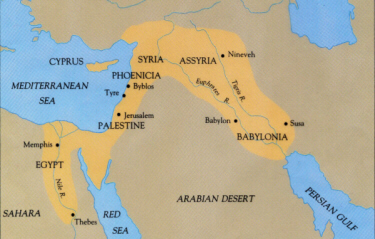 CYPRUS
SYRIA
ASSYRIA
Nineveh
PHOENICIA
Byblos
MEDITERRANEAN
SEA
Tyre
Euphrates R.
Tigris R.
Jerusalem
PALESTINE
Babylon
Susa
BABYLONIA
Memphis
EGYPT
Nile R.
ARABIAN DESERT
PERSIAN GULF
SAHARA
Thebes
RED
SEA